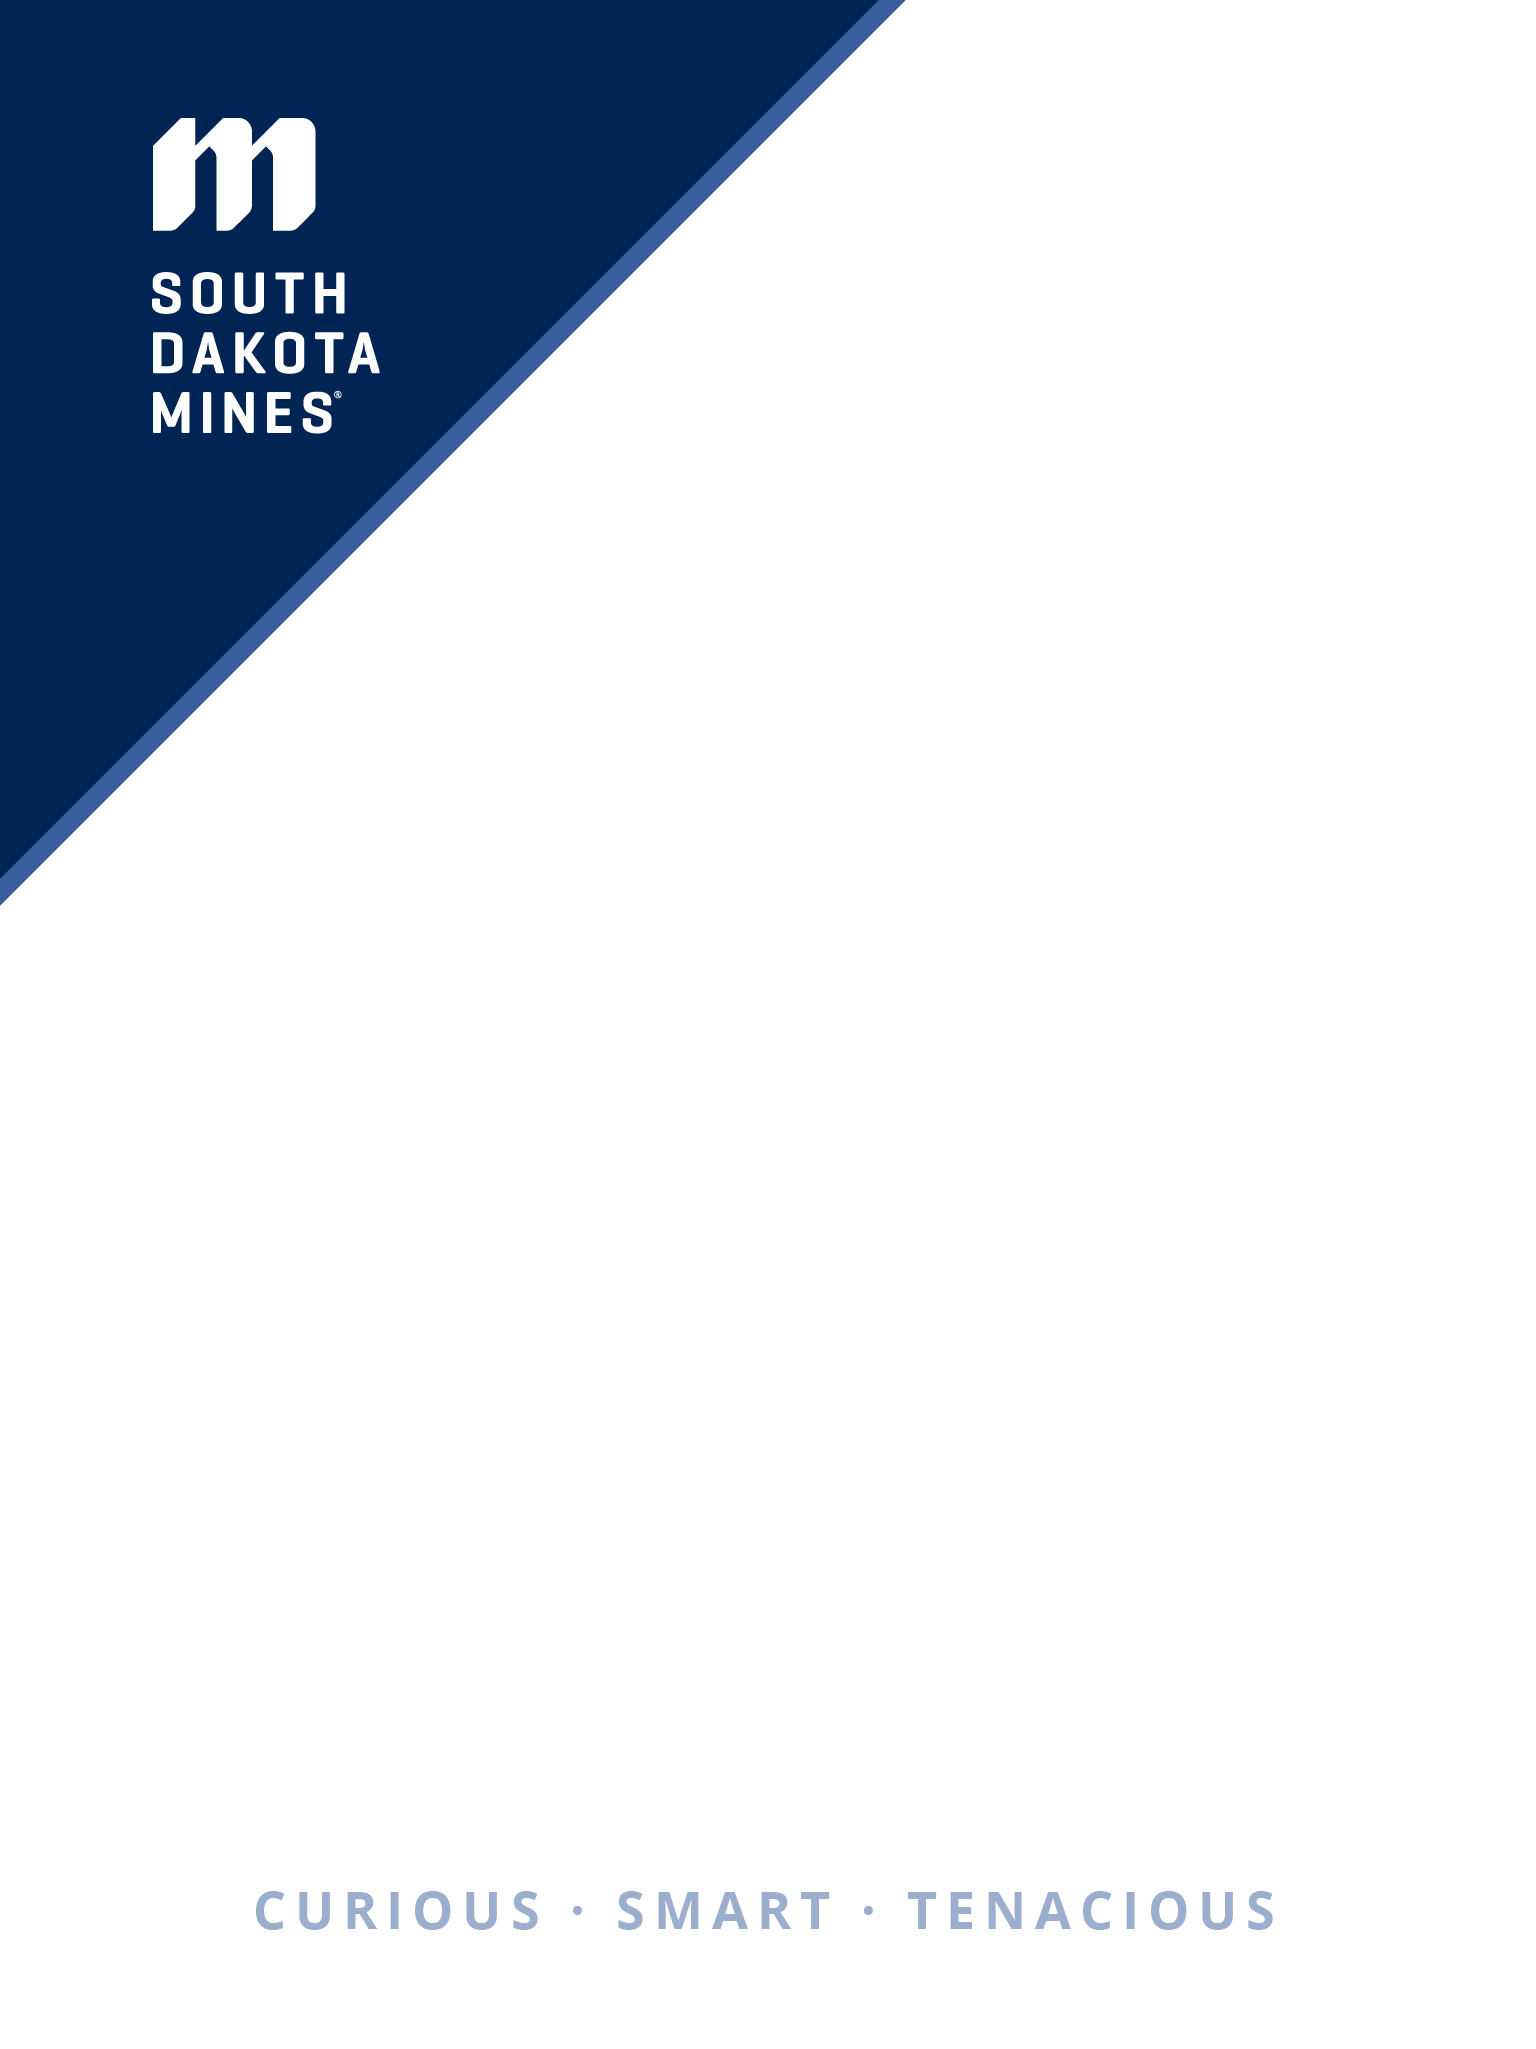 m
SOUTH
DAKOTA
MINES®
CURIOUS · SMART · TENACIOUS